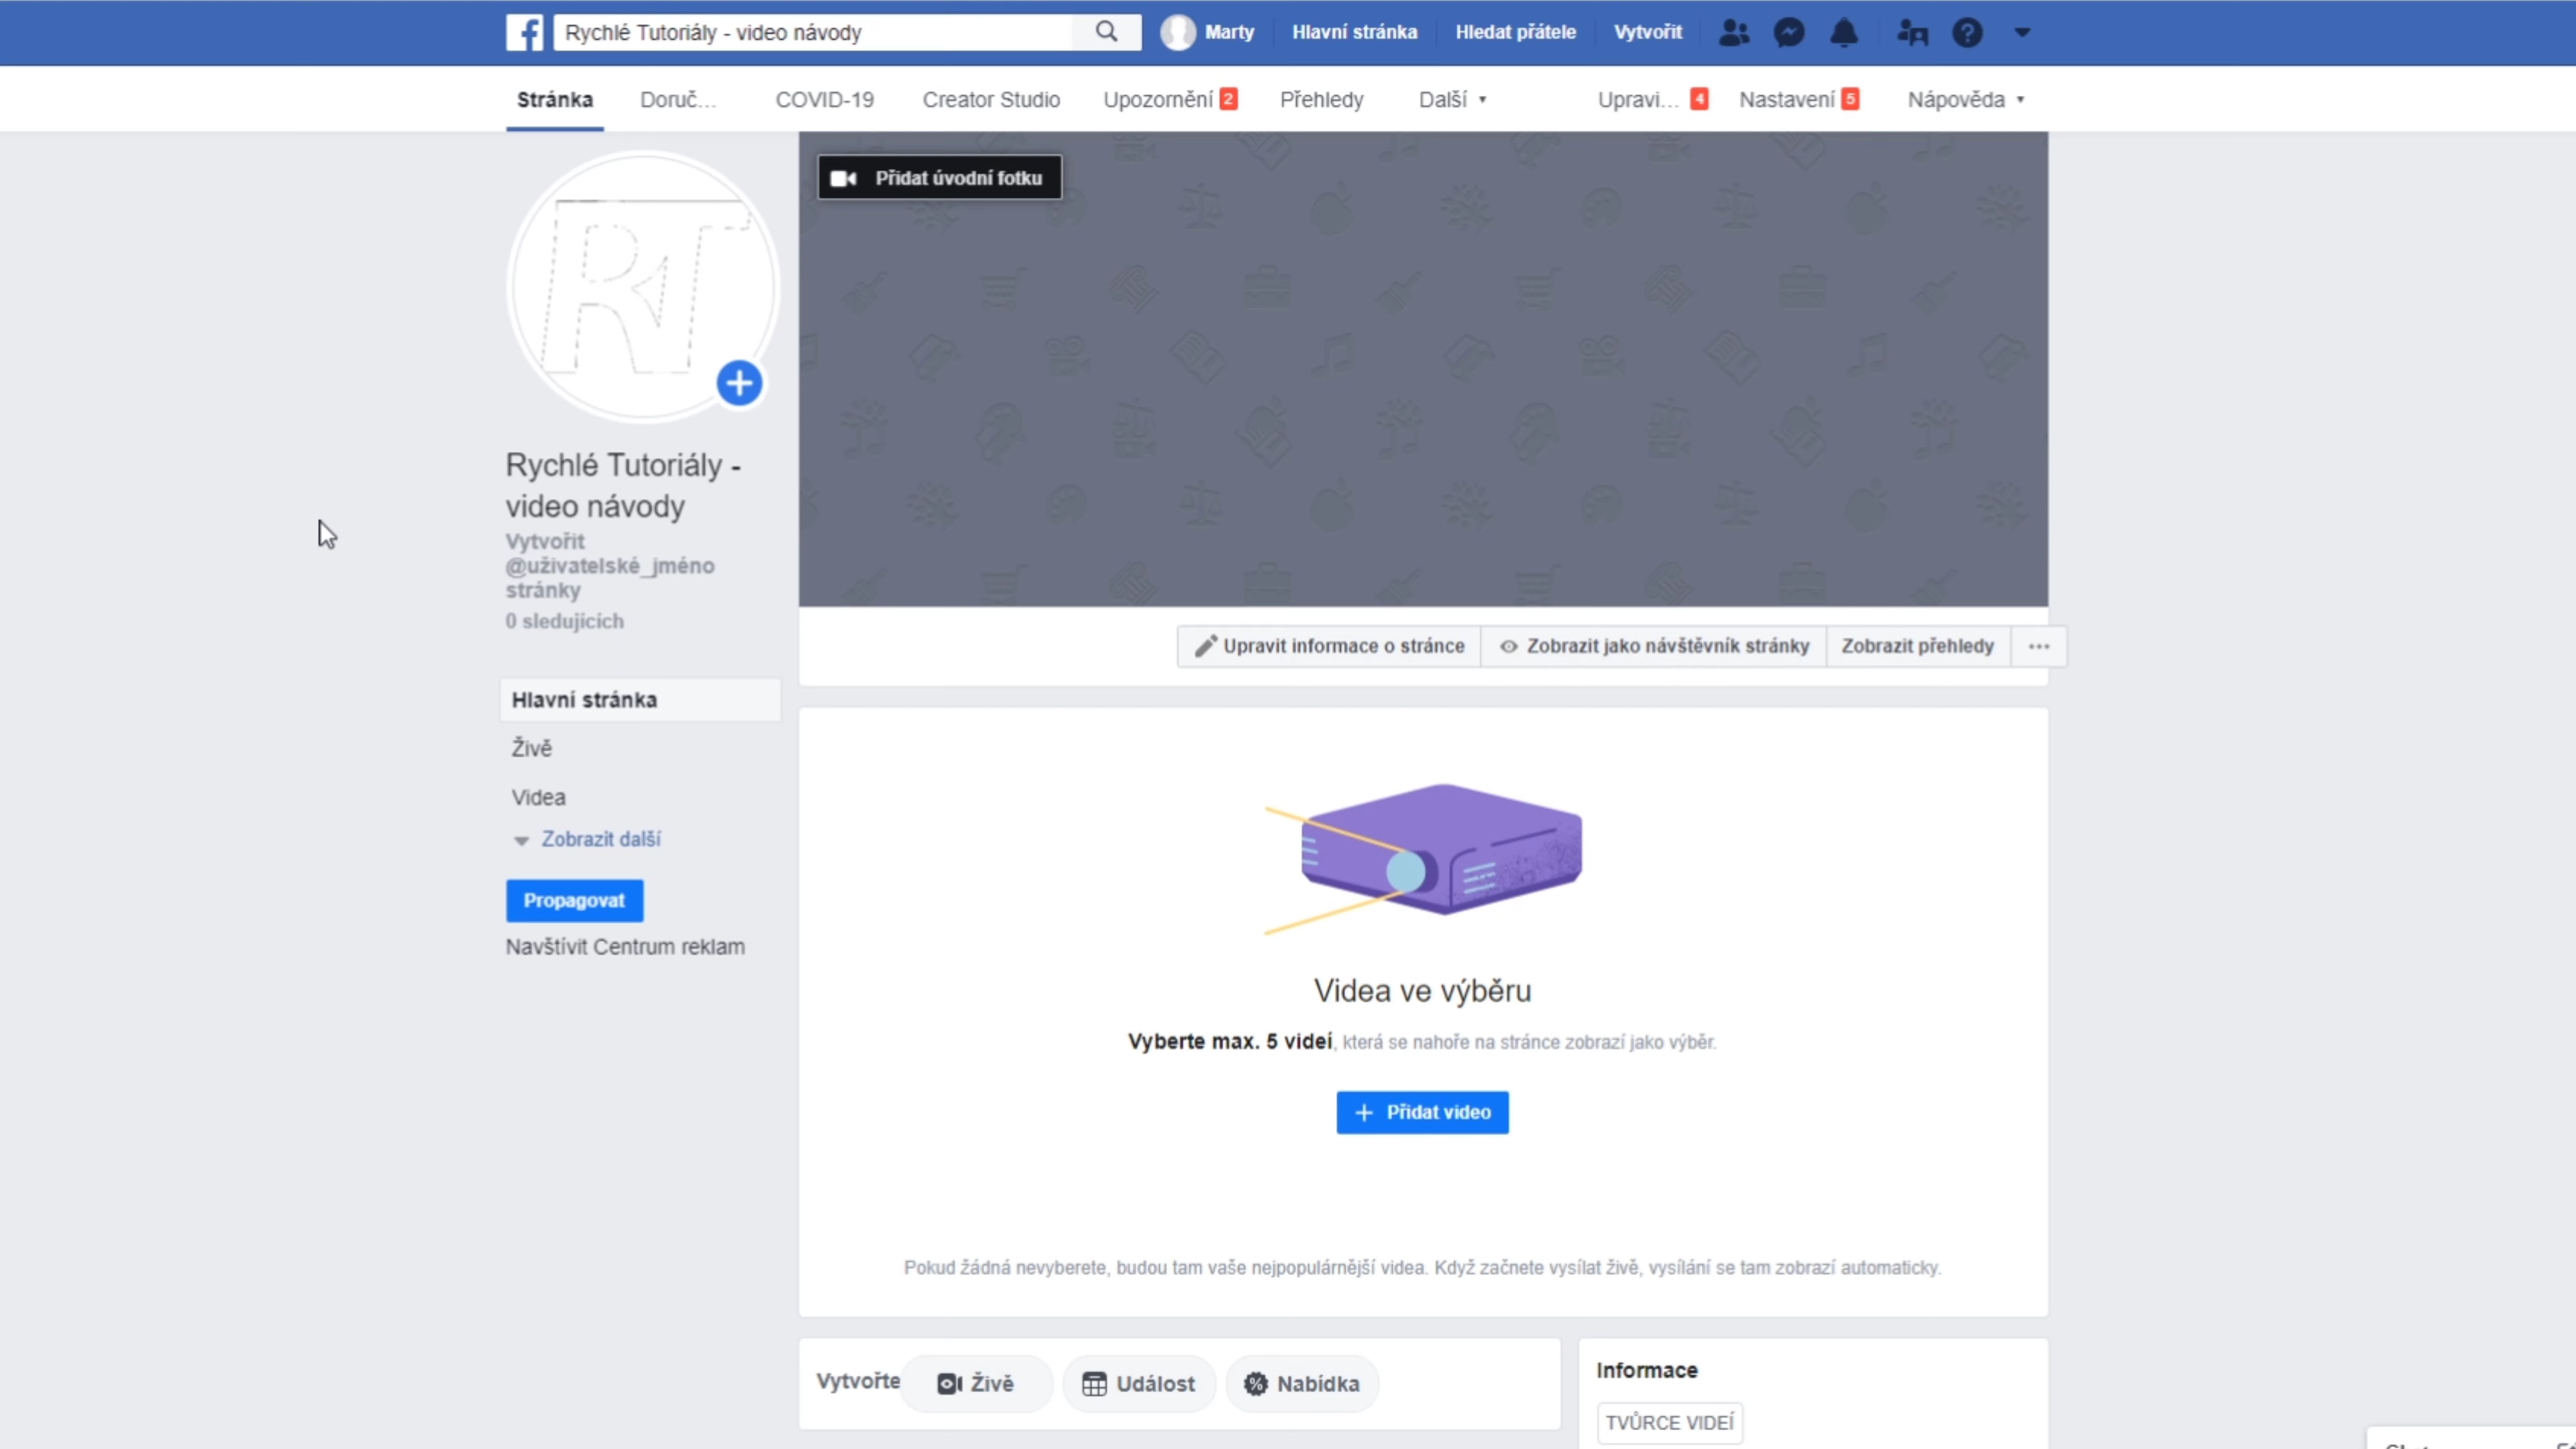 Rychlé Tutoriály - video návody
Marty
Hlavní stránka
Hledat přátele
Vytvořit
Stránka
Doruč...
COVID-19
Creator Studio
Upozornění 2
Přehledy
Další
Upravi... 4
Nastavení 5
Nápověda
Přidat úvodní fotku
RT
Rychlé Tutoriály -
video návody
Vytvořit
@uživatelské_jméno
stránky
0 sledujících
Upravit informace o stránce
Zobrazit jako návštěvník stránky
Zobrazit přehledy
Hlavní stránka
Živě
Videa
Zobrazit další
Propagovat
Navštívit Centrum reklam
Videa ve výběru
Vyberte max. 5 videí, která se nahoře na stránce zobrazí jako výběr.
+ Přidat video
Pokud žádná nevyberete, budou tam vaše nejpopulárnější videa. Když začnete vysílat živě, vysílání se tam zobrazí automaticky.
Vytvořte
Živě
Událost
Nabídka
Informace
TVŮRCE VIDEÍ